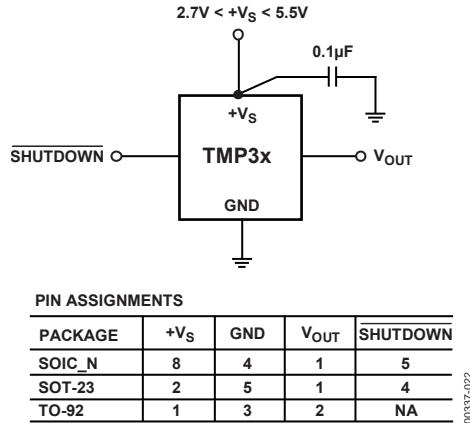 2.7V < +VS < 5.5V
0.1µF
+VS
SHUTDOWN
TMP3x
VOUT
GND
PIN ASSIGNMENTS
PACKAGE +VS GND VOUT SHUTDOWN
SOIC_N 8 4 1 5
SOT-23 2 5 1 4
TO-92 1 3 2 NA
00337-022